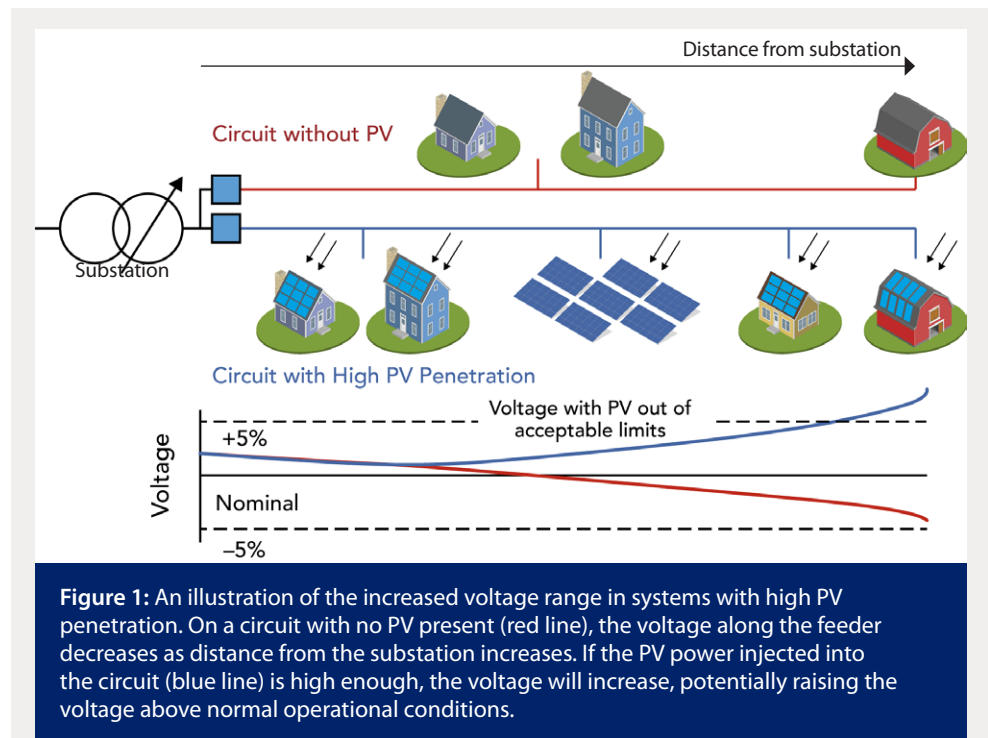 Distance from substation
Circuit without PV
Substation
Circuit with High PV Penetration
Voltage with PV out of
acceptable limits
+5%
Voltage
Nominal
–5%
Figure 1: An illustration of the increased voltage range in systems with high PV
penetration. On a circuit with no PV present (red line), the voltage along the feeder
decreases as distance from the substation increases. If the PV power injected into
the circuit (blue line) is high enough, the voltage will increase, potentially raising the
voltage above normal operational conditions.